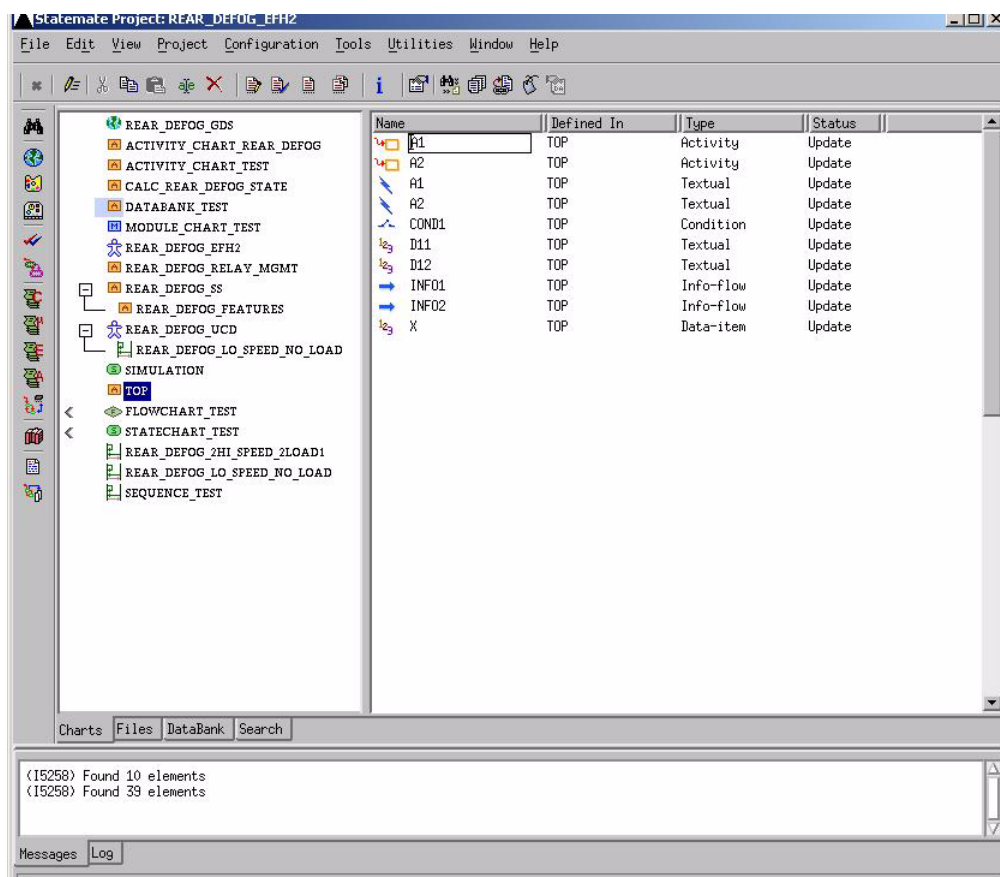 Statemate Project: REAR_DEFOG_EFH2
File Edit View Project Configuration Tools Utilities Window Help
REAR_DEFOG_GDS
ACTIVITY_CHART_REAR_DEFOG
ACTIVITY_CHART_TEST
CALC_REAR_DEFOG_STATE
DATABANK_TEST
MODULE_CHART_TEST
REAR_DEFOG_EFH2
REAR_DEFOG_RELAY_MGMT
REAR_DEFOG_SS
REAR_DEFOG_FEATURES
REAR_DEFOG_UCD
REAR_DEFOG_LO_SPEED_NO_LOAD
SIMULATION
TOP
FLOWCHART_TEST
STATECHART_TEST
REAR_DEFOG_2HI_SPEED_2LOAD1
REAR_DEFOG_LO_SPEED_NO_LOAD
SEQUENCE_TEST
Charts Files DataBank Search
Name Defined In Type Status
A1 TOP Activity Update
A2 TOP Activity Update
A1 TOP Textual Update
A2 TOP Textual Update
COND1 TOP Condition Update
D11 TOP Textual Update
D12 TOP Textual Update
INFO1 TOP Info-flow Update
INFO2 TOP Info-flow Update
X TOP Data-item Update
(I5258) Found 10 elements
(I5258) Found 39 elements
Messages Log